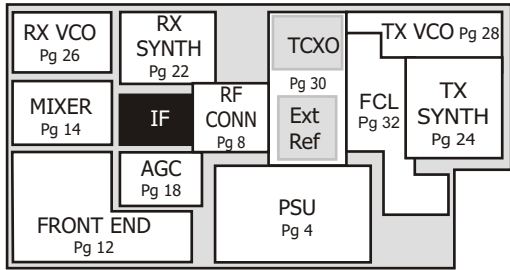 RX VCO
Pg 26
RX
SYNTH
Pg 22
TCXO
Pg 30
Ext
Ref
TX VCO Pg 28
MIXER
Pg 14
IF
RF
CONN
Pg 8
FCL
Pg 32
TX
SYNTH
Pg 24
AGC
Pg 18
FRONT END
Pg 12
PSU
Pg 4